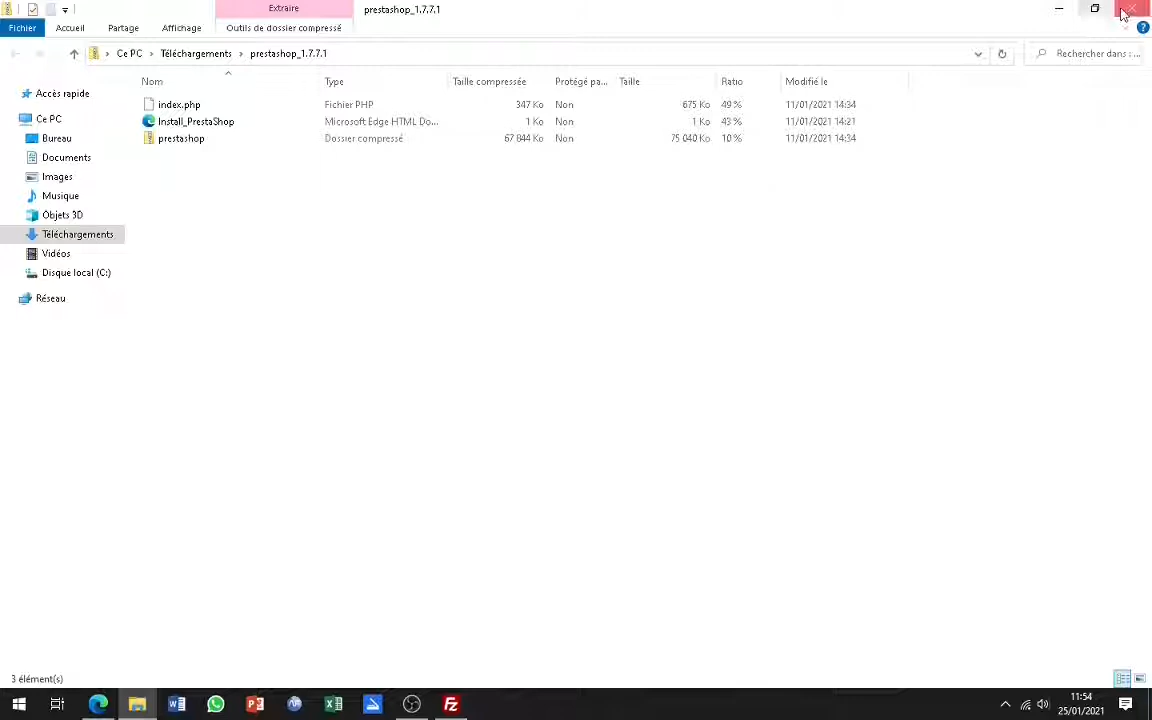 Extraire
prestashop_1.7.7.1
Fichier
Accueil
Partage
Affichage
Outils de dossier compressé
Ce PC
Téléchargements
prestashop_1.7.7.1
Rechercher dans : ...
Nom
Type
Taille compressée
Protégé pa...
Taille
Ratio
Modifié le
index.php
Fichier PHP
347 Ko
Non
675 Ko
49 %
11/01/2021 14:34
Install_PrestaShop
Microsoft Edge HTML Do...
1 Ko
Non
1 Ko
43 %
11/01/2021 14:21
prestashop
Dossier compressé
67 844 Ko
Non
75 040 Ko
10 %
11/01/2021 14:34
Accès rapide
Ce PC
Bureau
Documents
Images
Musique
Objets 3D
Téléchargements
Vidéos
Disque local (C:)
Réseau
3 élément(s)
11:54
25/01/2021